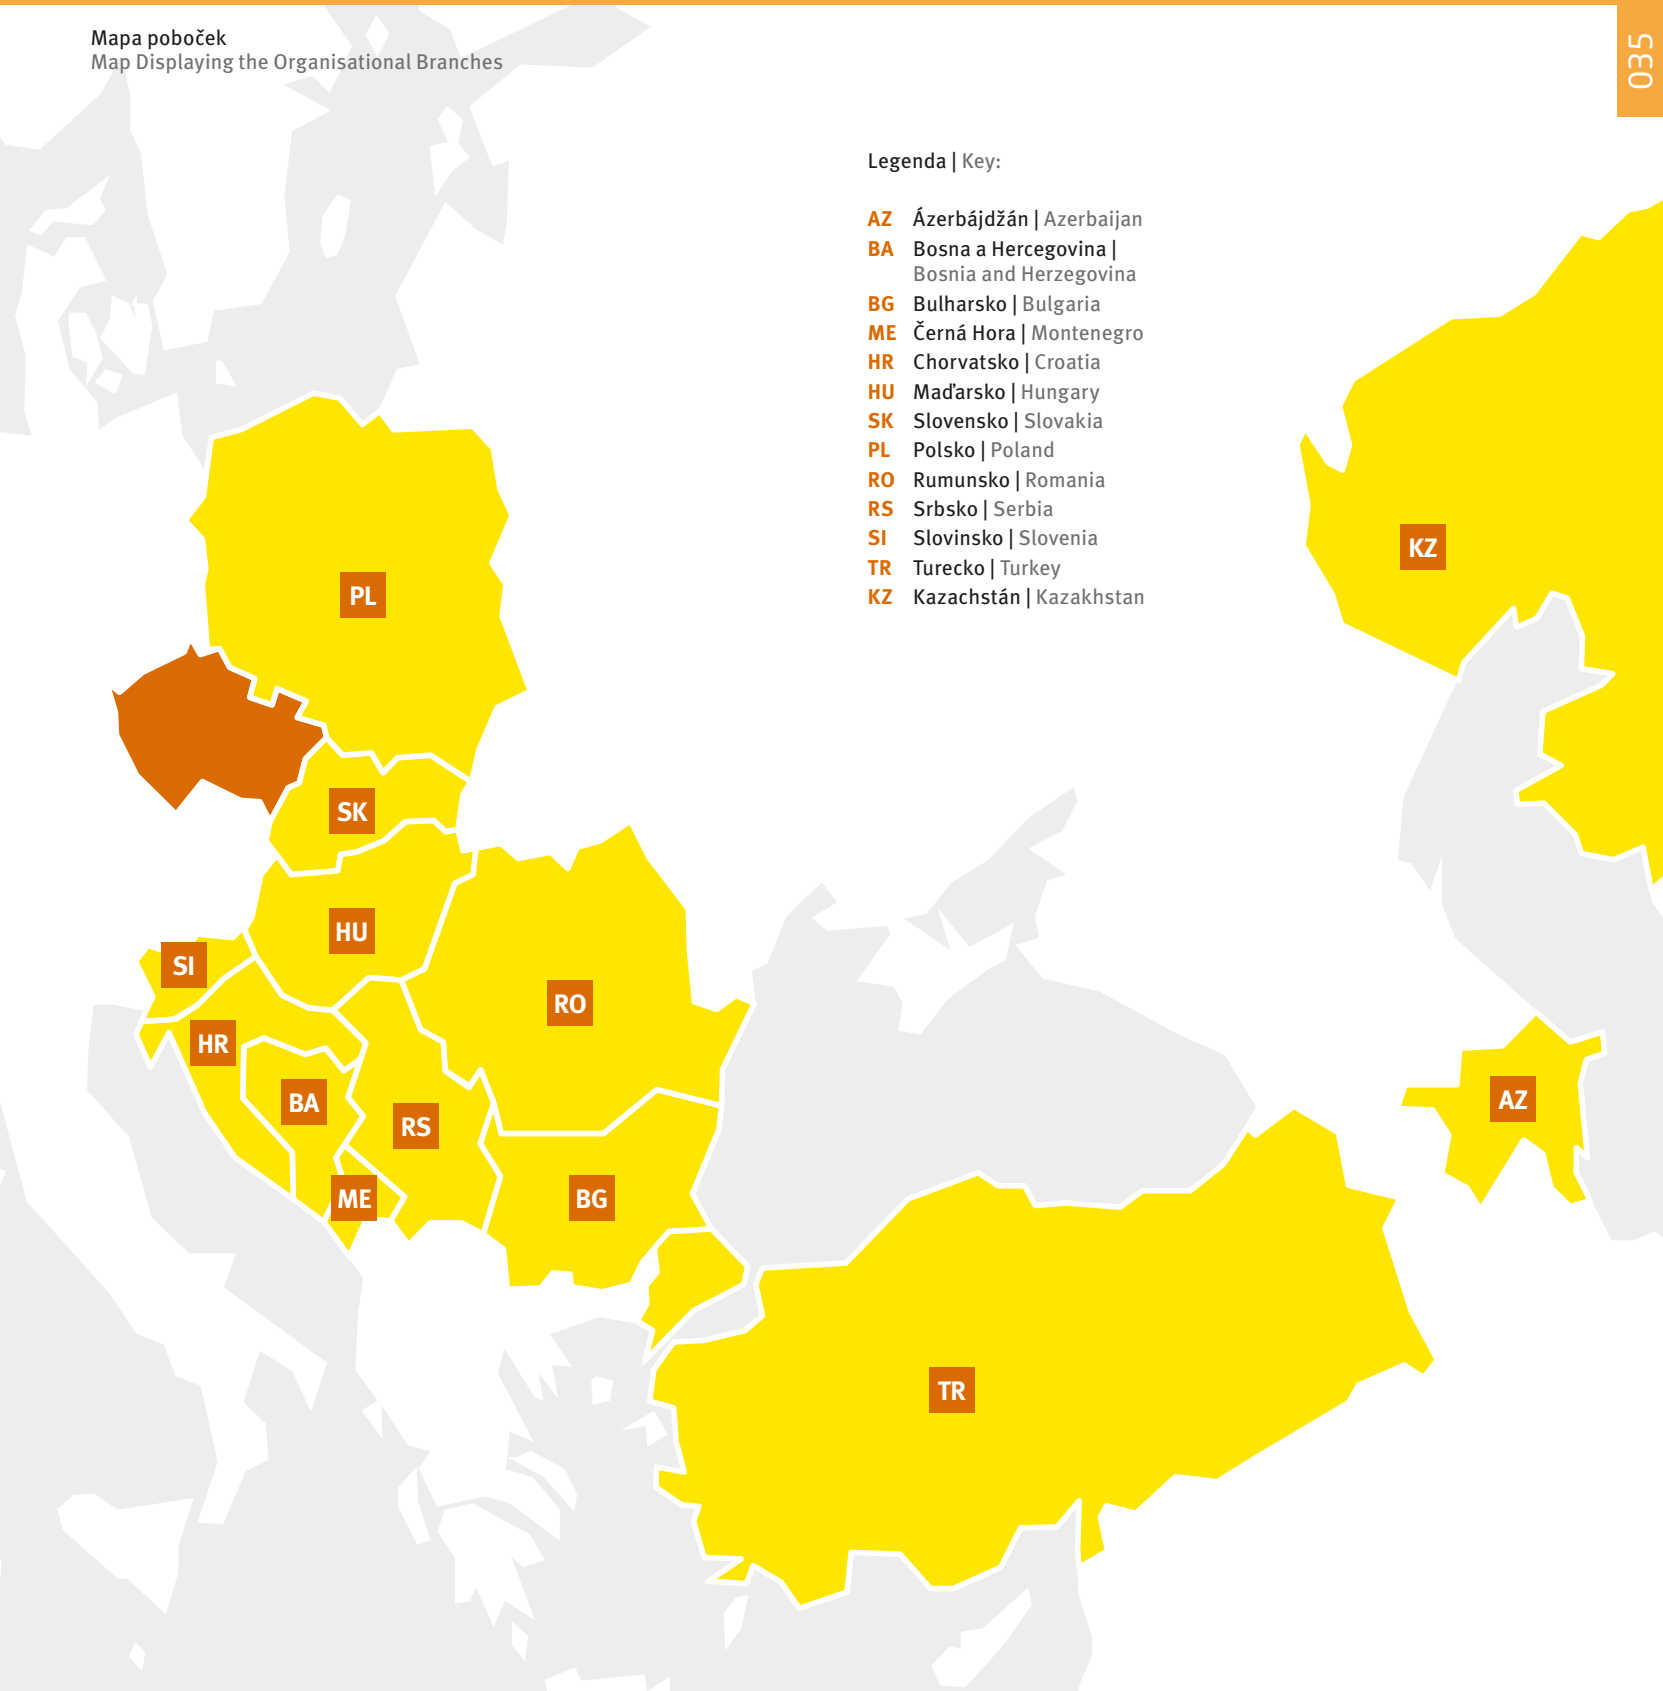 Mapa poboček
Map Displaying the Organisational Branches
035
Legenda | Key:
AZ Ázerbájdžán | Azerbaijan
BA Bosna a Hercegovina |
Bosnia and Herzegovina
BG Bulharsko | Bulgaria
ME Černá Hora | Montenegro
HR Chorvatsko | Croatia
HU Maďarsko | Hungary
SK Slovensko | Slovakia
PL Polsko | Poland
RO Rumunsko | Romania
RS Srbsko | Serbia
SI Slovinsko | Slovenia
TR Turecko | Turkey
KZ Kazachstán | Kazakhstan
KZ
PL
SK
HU
SI
RO
HR
BA
RS
AZ
ME
BG
TR